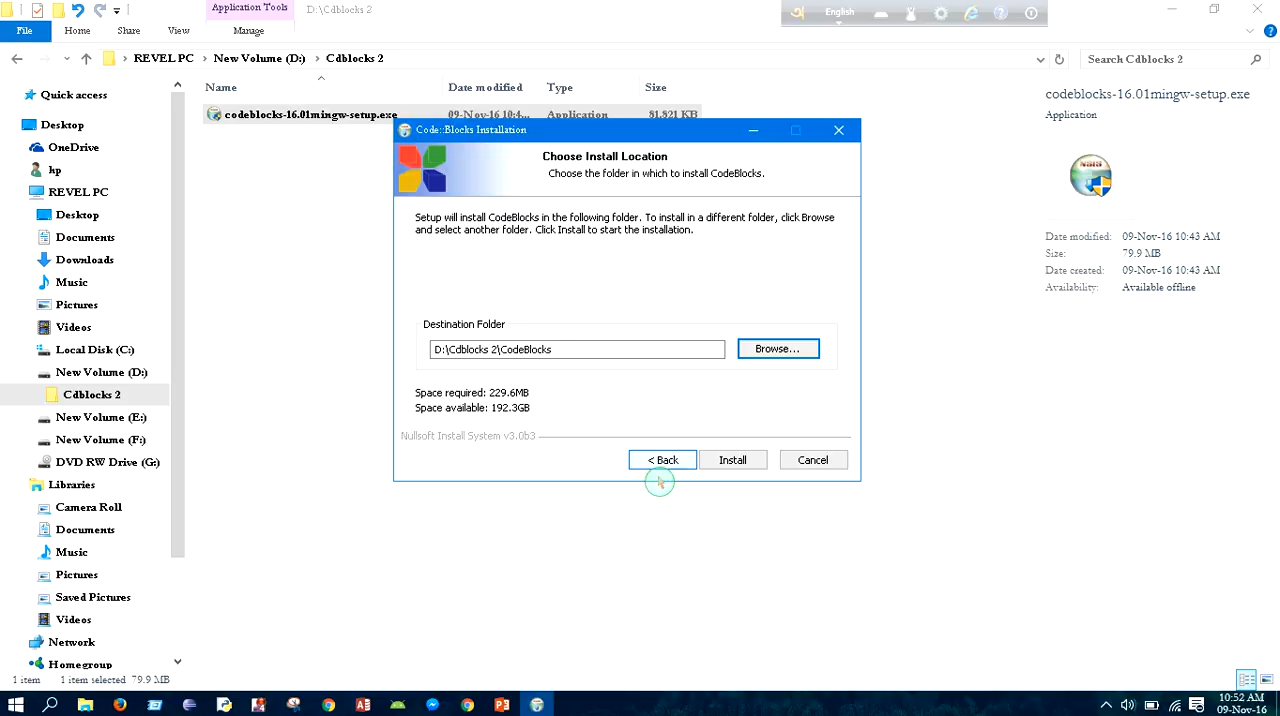 Application Tools
D:\Cdblocks 2
English
File
Home
Share
View
Manage
REVEL PC
New Volume (D:)
Cdblocks 2
Search Cdblocks 2
Name
Date modified
Type
Size
codeblocks-16.01mingw-setup.exe
09-Nov-16 10:4...
Application
81,821 KB
Quick access
Desktop
OneDrive
hp
REVEL PC
Desktop
Documents
Downloads
Music
Pictures
Videos
Local Disk (C:)
New Volume (D:)
Cdblocks 2
New Volume (E:)
New Volume (F:)
DVD RW Drive (G:)
Libraries
Camera Roll
Documents
Music
Pictures
Saved Pictures
Videos
Network
Homegroup
Code::Blocks Installation
Choose Install Location
Choose the folder in which to install CodeBlocks.
Setup will install CodeBlocks in the following folder. To install in a different folder, click Browse
and select another folder. Click Install to start the installation.
Destination Folder
D:\Cdblocks 2\CodeBlocks
Browse...
Space required: 229.6MB
Space available: 192.3GB
Nullsoft Install System v3.0b3
< Back
Install
Cancel
codeblocks-16.01mingw-setup.exe
Application
NSIS
Date modified: 09-Nov-16 10:43 AM
Size: 79.9 MB
Date created: 09-Nov-16 10:43 AM
Availability: Available offline
1 item
1 item selected 79.9 MB
10:52 AM
09-Nov-16